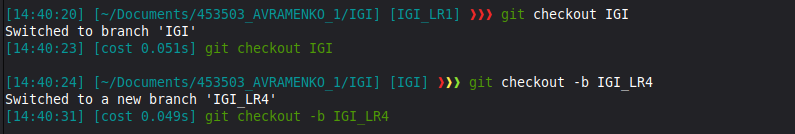 [14:40:20] [~/Documents/453503_AVRAMENKO_1/IGI] [IGI_LR1] ❯❯❯ git checkout IGI
Switched to branch 'IGI'
[14:40:23] [cost 0.051s] git checkout IGI
[14:40:24] [~/Documents/453503_AVRAMENKO_1/IGI] [IGI] ❯❯❯ git checkout -b IGI_LR4
Switched to a new branch 'IGI_LR4'
[14:40:31] [cost 0.049s] git checkout -b IGI_LR4